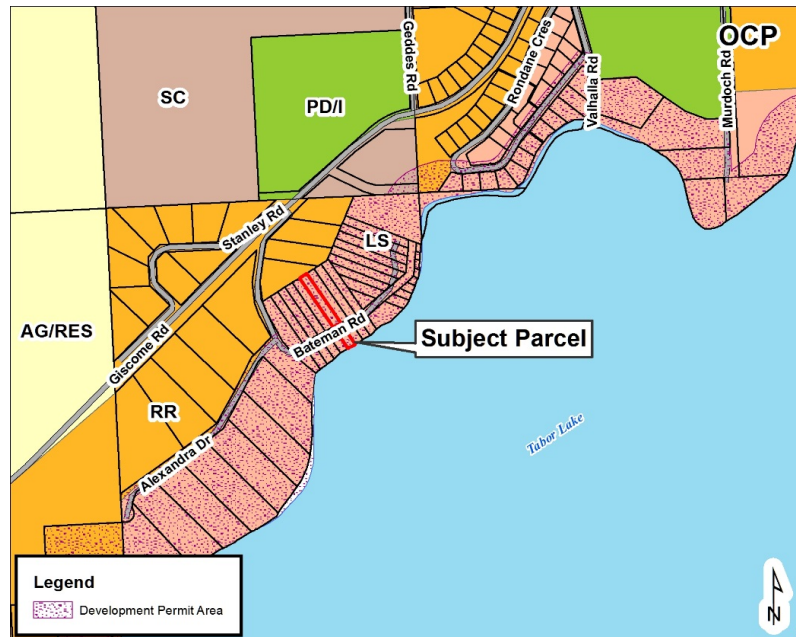 OCP
SC
PD/I
Geddes Rd
Rondane Cres
Valhalla Rd
Murdoch Rd
Stanley Rd
LS
AG/RES
Giscome Rd
Bateman Rd
Subject Parcel
RR
Alexandra Dr
Tabor Lake
Legend
Development Permit Area
N